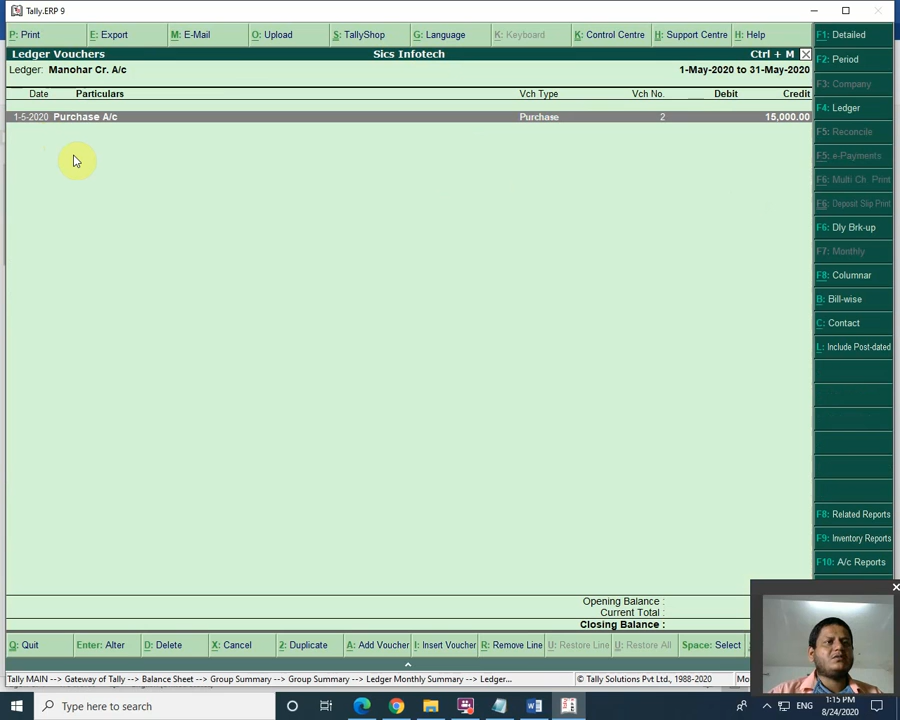 Tally.ERP 9
P: Print E: Export M: E-Mail O: Upload S: TallyShop G: Language K: Keyboard K: Control Centre H: Support Centre H: Help
Ledger Vouchers Sics Infotech Ctrl + M
Ledger: Manohar Cr. A/c 1-May-2020 to 31-May-2020
Date Particulars Vch Type Vch No. Debit Credit
1-5-2020 Purchase A/c Purchase 2 15,000.00
Opening Balance :
Current Total :
Closing Balance :
F1: Detailed
F2: Period
F3: Company
F4: Ledger
F5: Reconcile
F5: e-Payments
F6: Multi Ch Print
F6: Deposit Slip Print
F6: Dly Brk-up
F7: Monthly
F8: Columnar
B: Bill-wise
C: Contact
L: Include Post-dated
F8: Related Reports
F9: Inventory Reports
F10: A/c Reports
Q: Quit Enter: Alter D: Delete X: Cancel 2: Duplicate A: Add Voucher I: Insert Voucher R: Remove Line U: Restore Line U: Restore All Space: Select
Tally MAIN --> Gateway of Tally --> Balance Sheet --> Group Summary --> Group Summary --> Ledger Monthly Summary --> Ledger... © Tally Solutions Pvt Ltd., 1988-2020
Type here to search
ENG
1:15 PM
8/24/2020